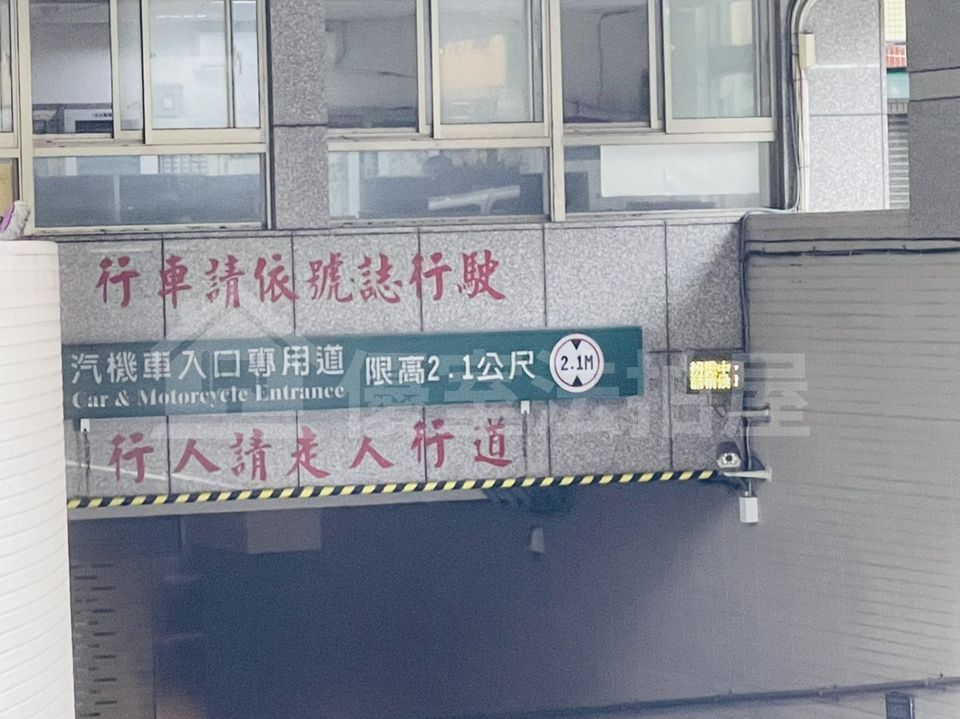 行車請依號誌行駛
汽機車入口專用道 限高2.1公尺 2.1M
Car & Motorcycle Entrance
行人請走人行道